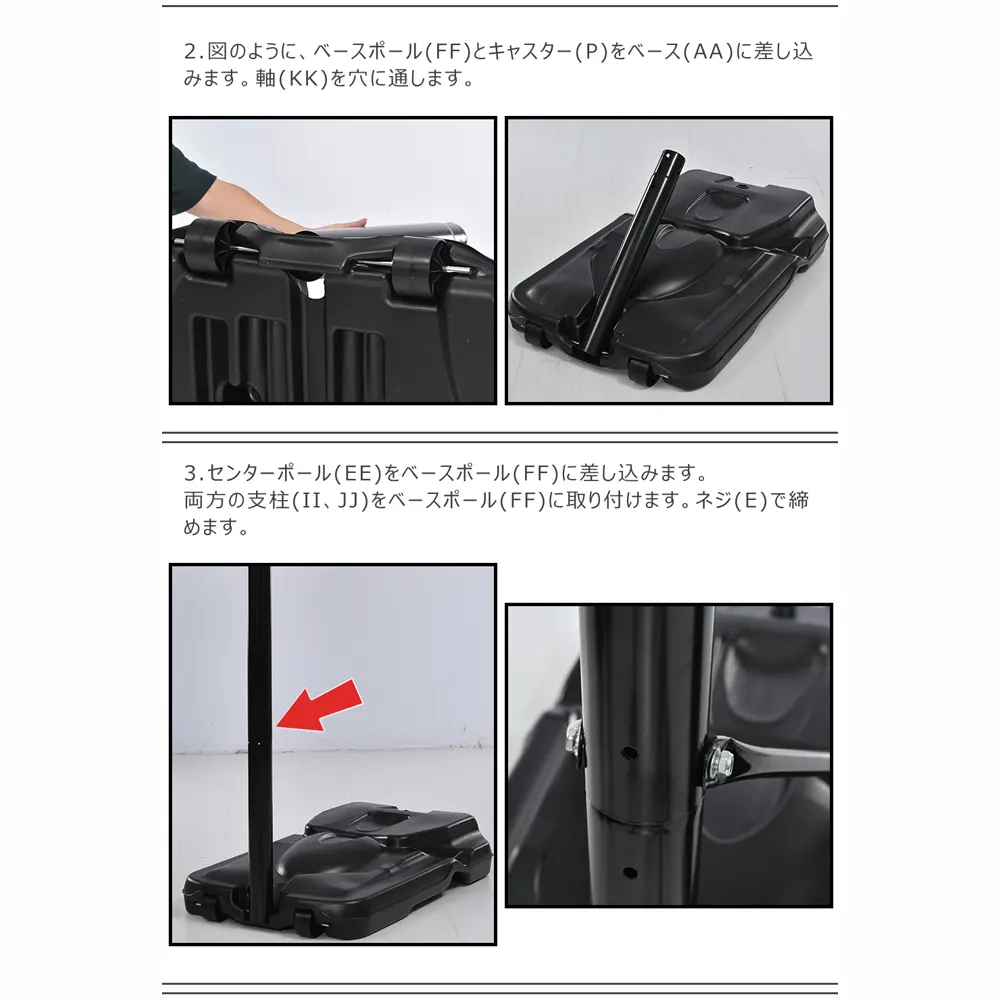 2.図のように、ベースポール(FF)とキャスター(P)をベース(AA)に差し込
みます。軸(KK)を穴に通します。
3.センターポール(EE)をベースポール(FF)に差し込みます。
両方の支柱(II、JJ)をベースポール(FF)に取り付けます。ネジ(E)で締
めます。